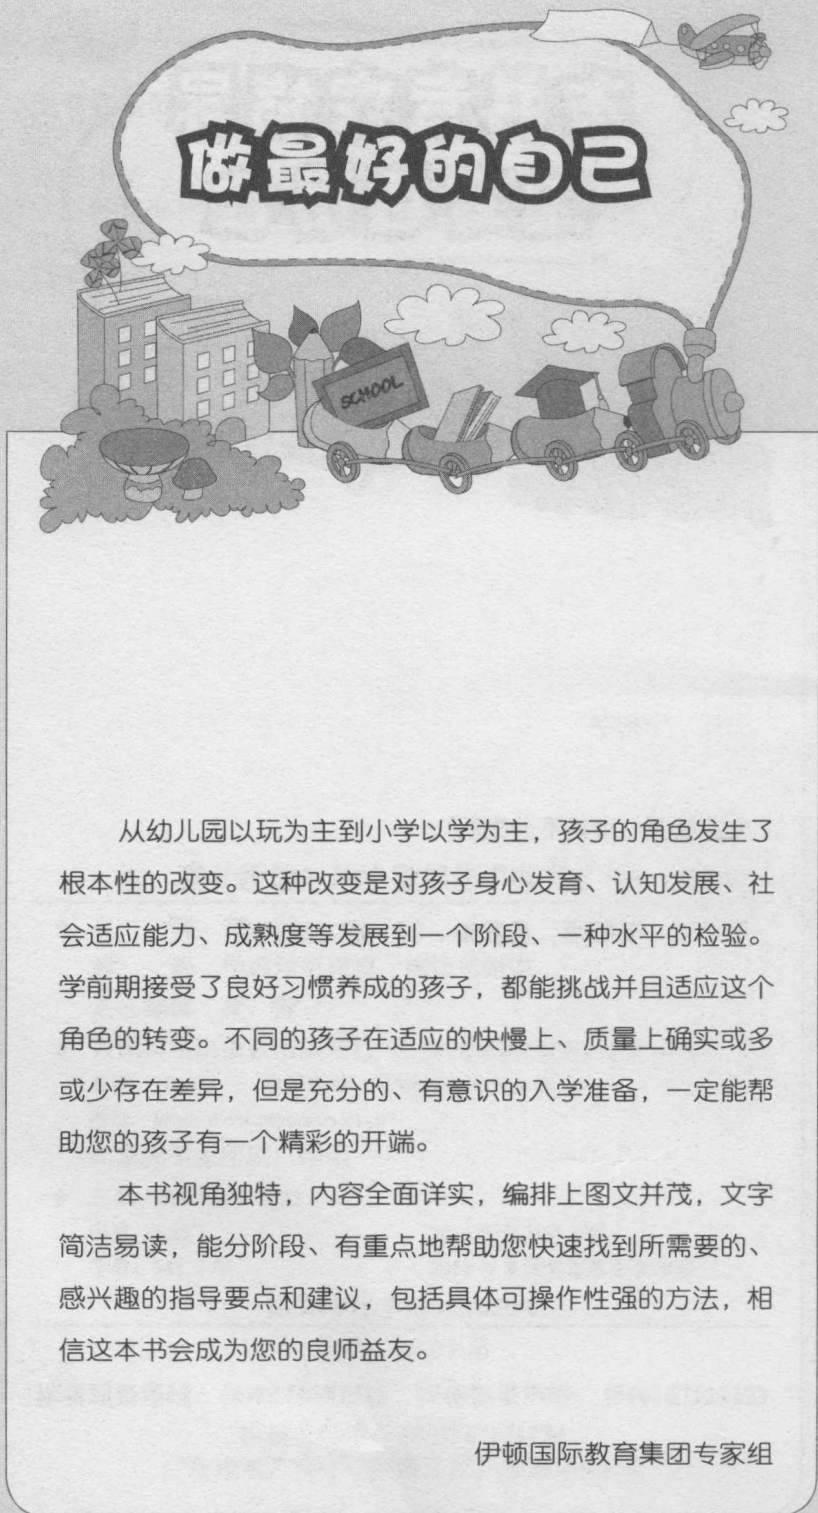 做最好的自己
SCHOOL
从幼儿园以玩为主到小学以学为主，孩子的角色发生了
根本性的改变。这种改变是对孩子身心发育、认知发展、社
会适应能力、成熟度等发展到一个阶段、一种水平的检验。
学前期接受了良好习惯养成的孩子，都能挑战并且适应这个
角色的转变。不同的孩子在适应的快慢上、质量上确实或多
或少存在差异，但是充分的、有意识的入学准备，一定能帮
助您的孩子有一个精彩的开端。
本书视角独特，内容全面详实，编排上图文并茂，文字
简洁易读，能分阶段、有重点地帮助您快速找到所需要的、
感兴趣的指导要点和建议，包括具体可操作性强的方法，相
信这本书会成为您的良师益友。
伊顿国际教育集团专家组